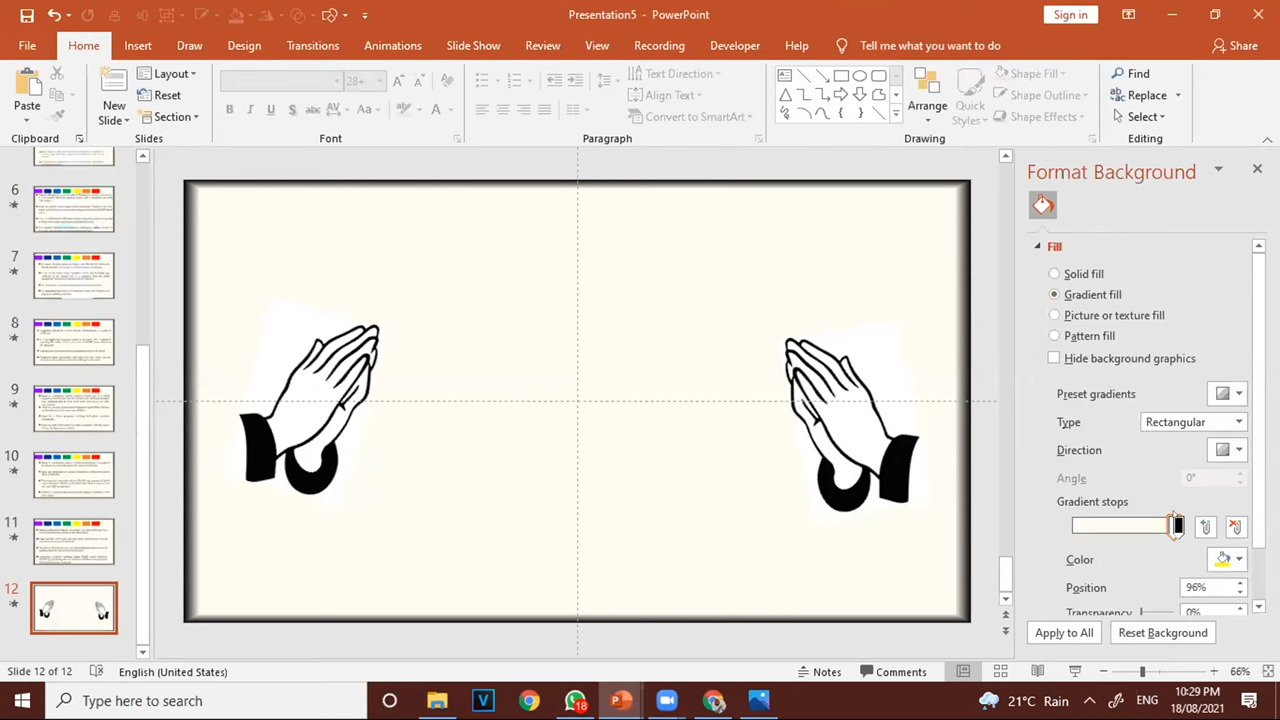 Presentation5 - PowerPoint
Sign in
File Home Insert Draw Design Transitions Animations Slide Show Review View Recording Developer Help Tell me what you want to do Share
Paste
Clipboard
New Slide
Layout
Reset
Section
Slides
28+
B I U S abc AV Aa A
Font
Text Direction
Align Text
Convert to SmartArt
Paragraph
Arrange
Quick Styles
Shape Fill
Shape Outline
Shape Effects
Drawing
Find
Replace
Select
Editing
6
7
8
9
10
11
12
Format Background
Fill
Solid fill
Gradient fill
Picture or texture fill
Pattern fill
Hide background graphics
Preset gradients
Type Rectangular
Direction
Angle 0°
Gradient stops
Color
Position 96%
Transparency 0%
Apply to All Reset Background
Slide 12 of 12 English (United States) Notes Comments 66%
Type here to search
18
21°C Rain ENG
10:29 PM
18/08/2021